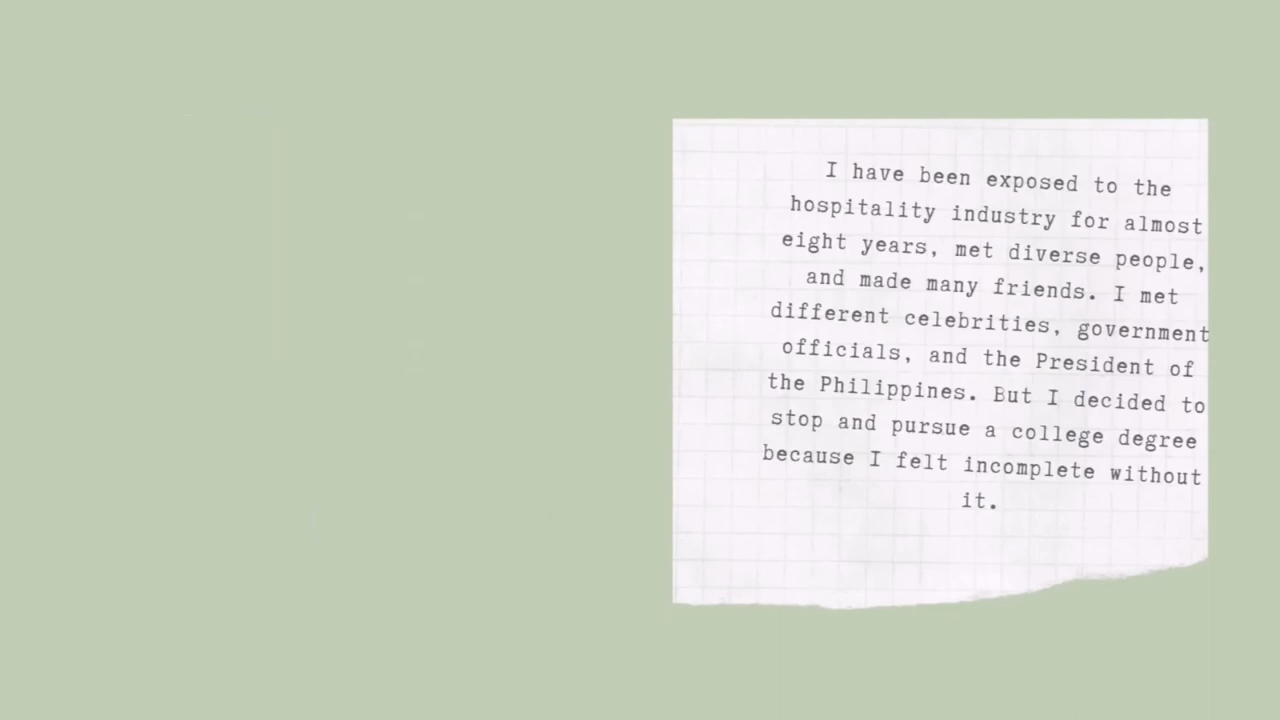 I have been exposed to the
hospitality industry for almost
eight years, met diverse people,
and made many friends. I met
different celebrities, government
officials, and the President of
the Philippines. But I decided to
stop and pursue a college degree
because I felt incomplete without
it.